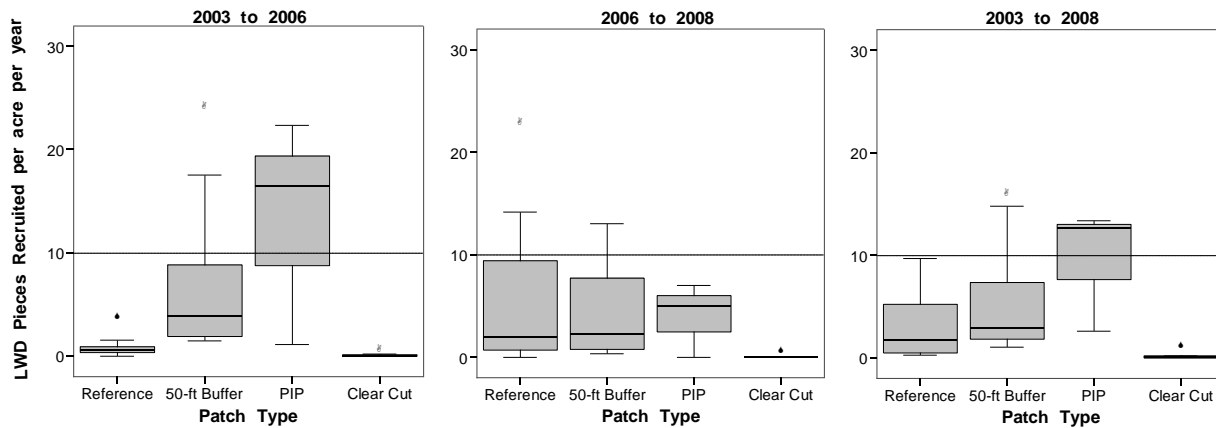 2003 to 2006
2006 to 2008
2003 to 2008
LWD Pieces Recruited per acre per year
30
20
10
0
Reference 50-ft Buffer PIP Clear Cut
Patch Type
30
20
10
0
Reference 50-ft Buffer PIP Clear Cut
Patch Type
30
20
10
0
Reference 50-ft Buffer PIP Clear Cut
Patch Type